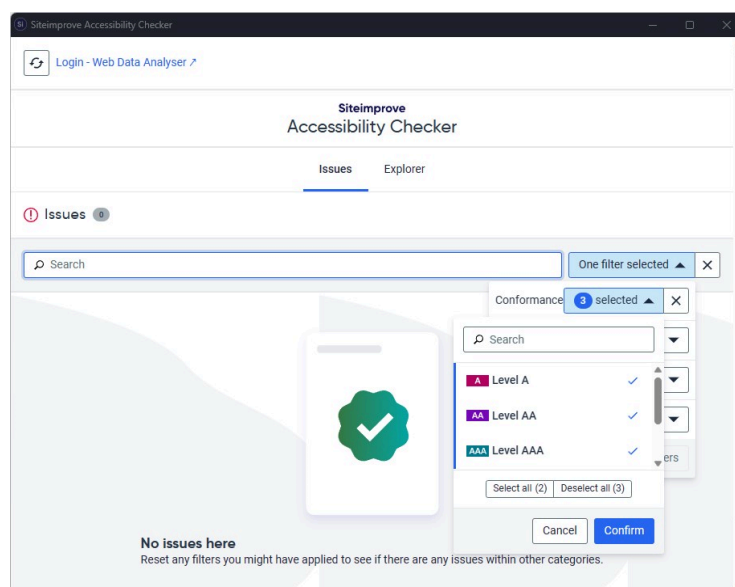 Si Siteimprove Accessibility Checker
Login - Web Data Analyser ↗
Siteimprove
Accessibility Checker
Issues Explorer
Issues 0
Search One filter selected
Conformance 3 selected
Search
A Level A
AA Level AA
AAA Level AAA
ers
Select all (2) Deselect all (3)
Cancel Confirm
No issues here
Reset any filters you might have applied to see if there are any issues within other categories.